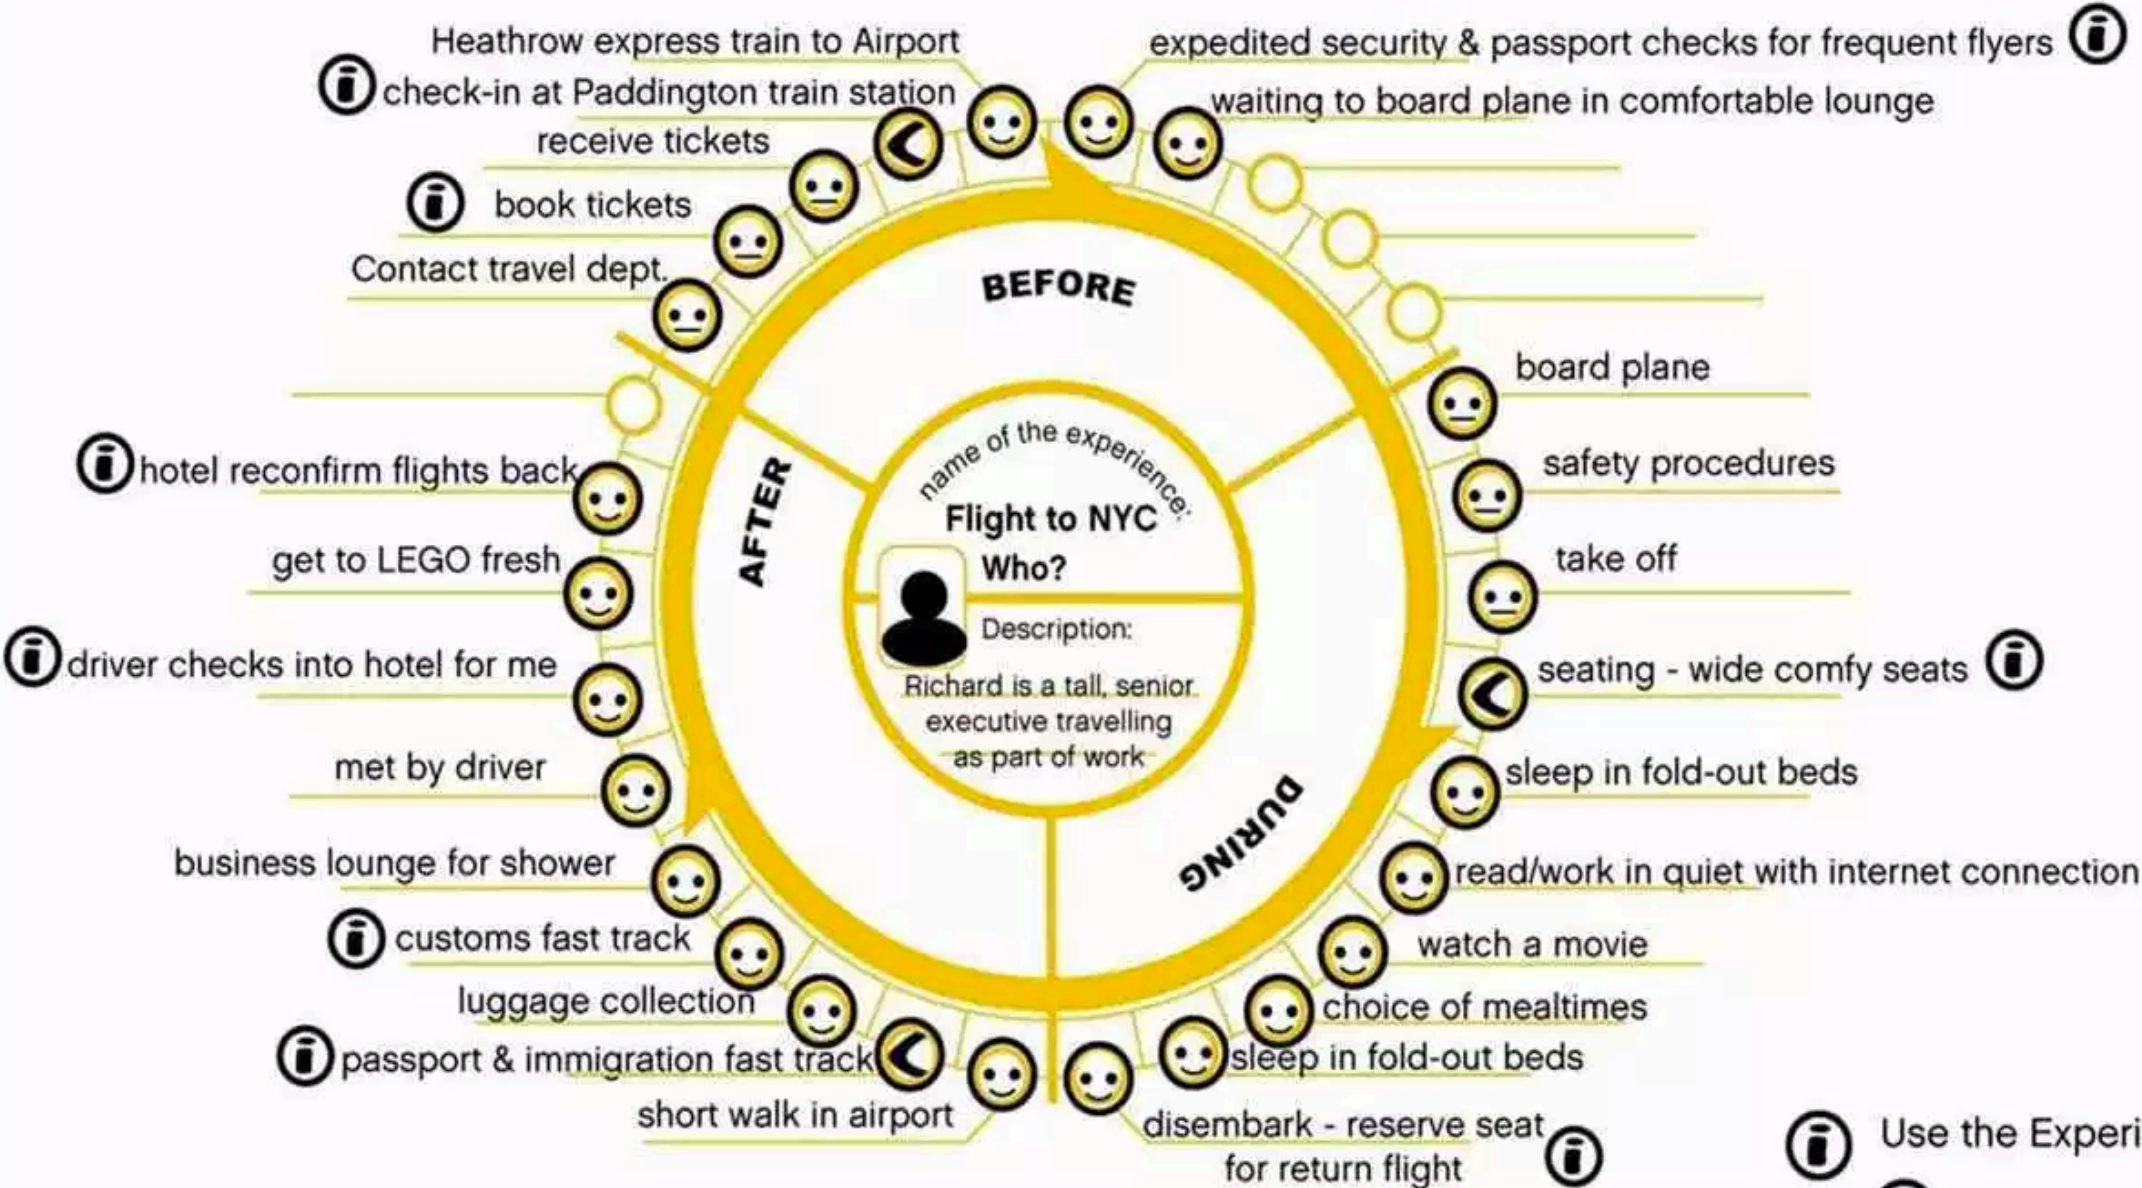 Heathrow express train to Airport
check-in at Paddington train station
receive tickets
book tickets
Contact travel dept.
expedited security & passport checks for frequent flyers
waiting to board plane in comfortable lounge
BEFORE
board plane
safety procedures
take off
seating - wide comfy seats
sleep in fold-out beds
read/work in quiet with internet connection
watch a movie
choice of mealtimes
sleep in fold-out beds
disembark - reserve seat
for return flight
DURING
short walk in airport
passport & immigration fast track
luggage collection
customs fast track
business lounge for shower
met by driver
driver checks into hotel for me
get to LEGO fresh
hotel reconfirm flights back
AFTER
name of the experience:
Flight to NYC
Who?
Description:
Richard is a tall, senior
executive travelling
as part of work
Use the Experi